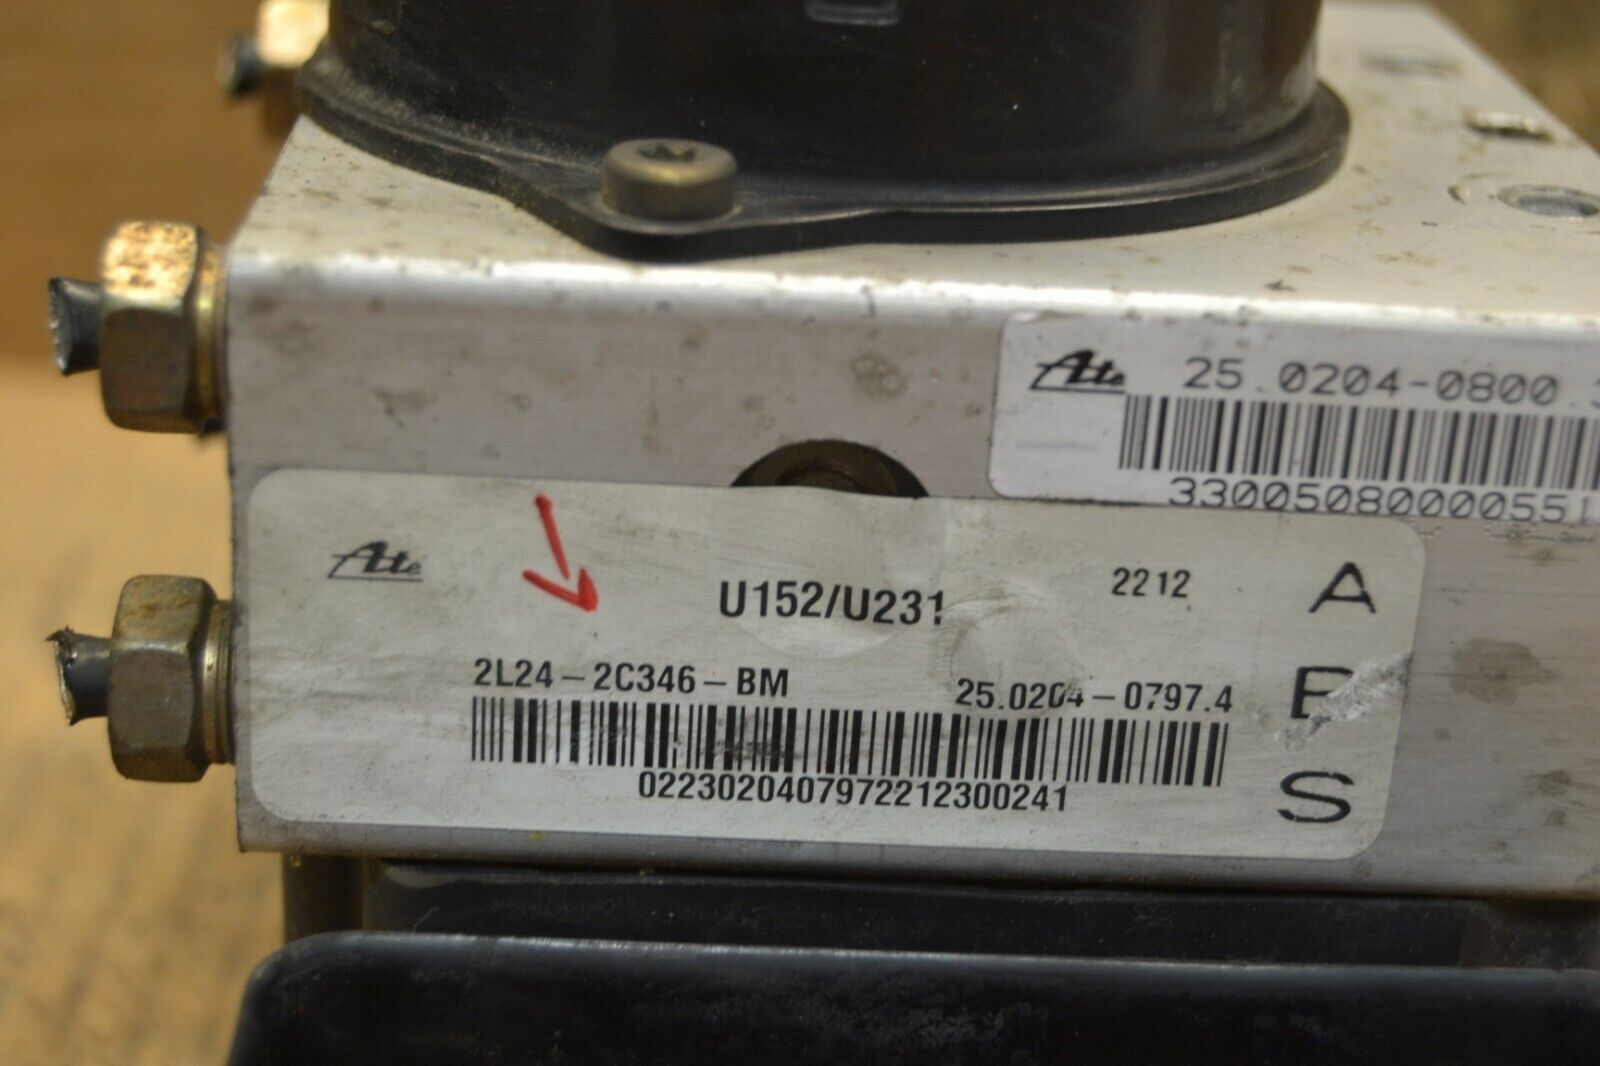 Ate 25.0204-0800.
33005080000551
Ate
U152/U231
2212
2L24-2C346-BM
25.0204-0797.4
0223020407972212300241
A
B
S